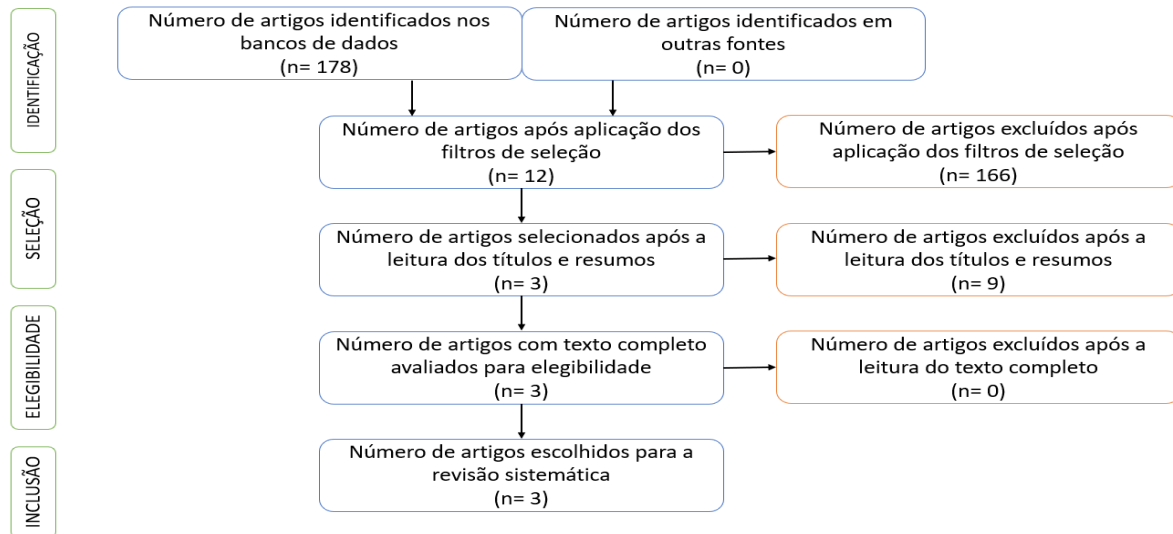 IDENTIFICAÇÃO
Número de artigos identificados nos
bancos de dados
(n= 178)
Número de artigos identificados em
outras fontes
(n= 0)
Número de artigos após aplicação dos
filtros de seleção
(n= 12)
Número de artigos excluídos após
aplicação dos filtros de seleção
(n= 166)
SELEÇÃO
Número de artigos selecionados após a
leitura dos títulos e resumos
(n= 3)
Número de artigos excluídos após a
leitura dos títulos e resumos
(n= 9)
ELEGIBILIDADE
Número de artigos com texto completo
avaliados para elegibilidade
(n= 3)
Número de artigos excluídos após a
leitura do texto completo
(n= 0)
INCLUSÃO
Número de artigos escolhidos para a
revisão sistemática
(n= 3)